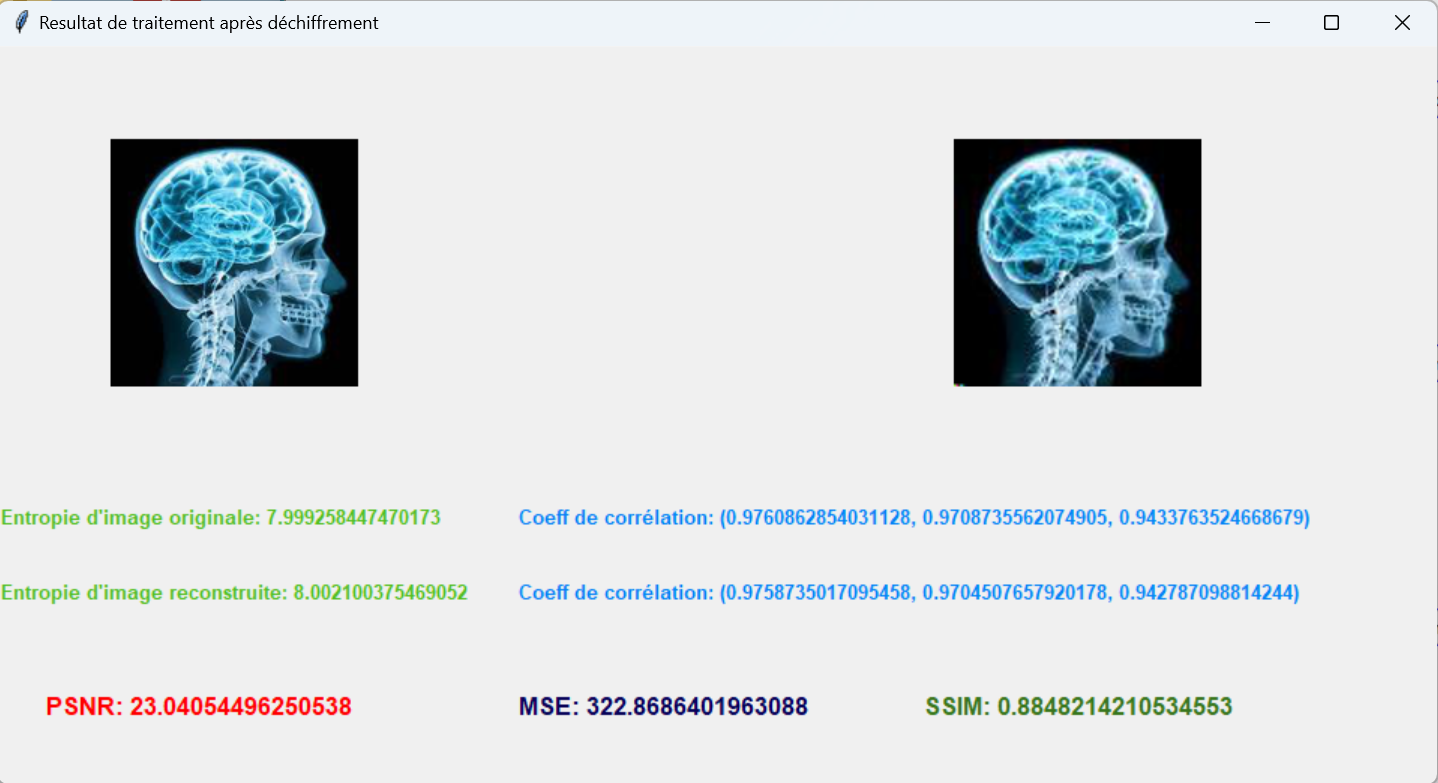 Resultat de traitement après déchiffrement
Entropie d'image originale: 7.999258447470173
Coeff de corrélation: (0.9760862854031128, 0.9708735562074905, 0.9433763524668679)
Entropie d'image reconstruite: 8.002100375469052
Coeff de corrélation: (0.9758735017095458, 0.9704507657920178, 0.942787098814244)
PSNR: 23.04054496250538
MSE: 322.8686401963088
SSIM: 0.8848214210534553